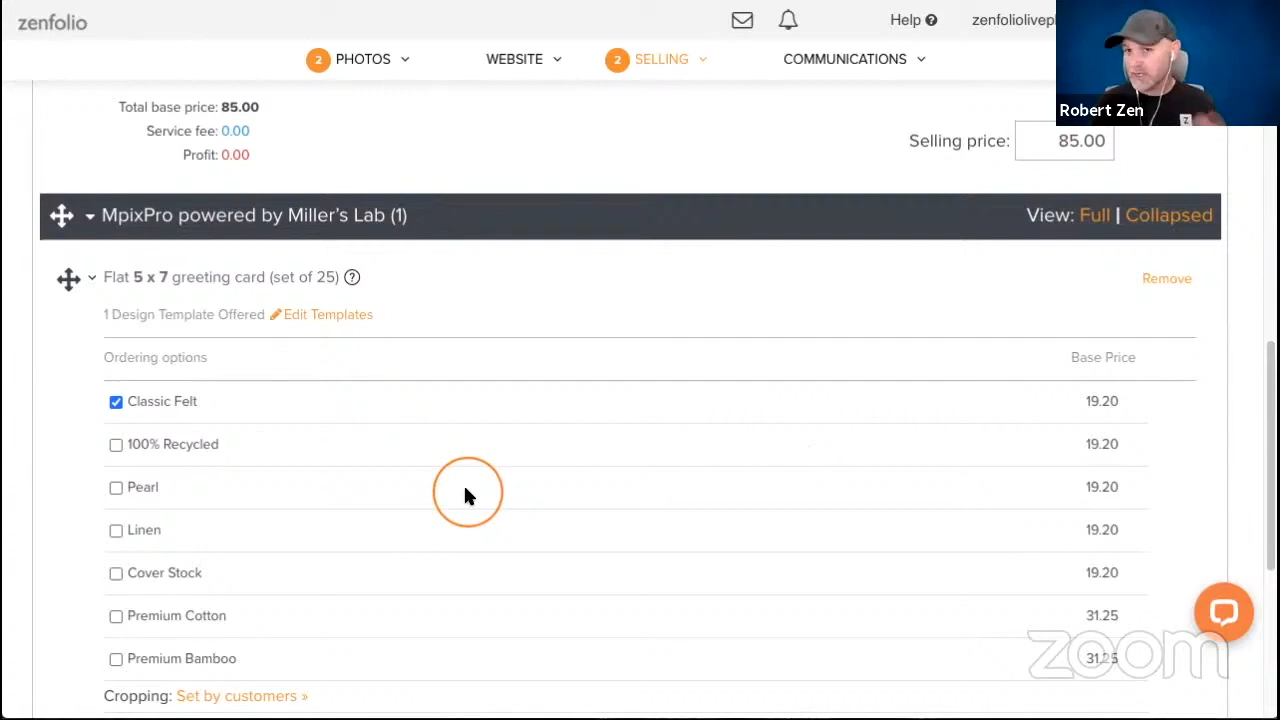 zenfolio
Help
zenfoliolivep
2 PHOTOS
WEBSITE
2 SELLING
COMMUNICATIONS
Robert Zen
Total base price: 85.00
Service fee: 0.00
Profit: 0.00
Selling price: 85.00
MpixPro powered by Miller's Lab (1)
View: Full | Collapsed
Flat 5 x 7 greeting card (set of 25) ?
Remove
1 Design Template Offered Edit Templates
Ordering options
Base Price
Classic Felt 19.20
100% Recycled 19.20
Pearl 19.20
Linen 19.20
Cover Stock 19.20
Premium Cotton 31.25
Premium Bamboo 31.25
Cropping: Set by customers »
zoom